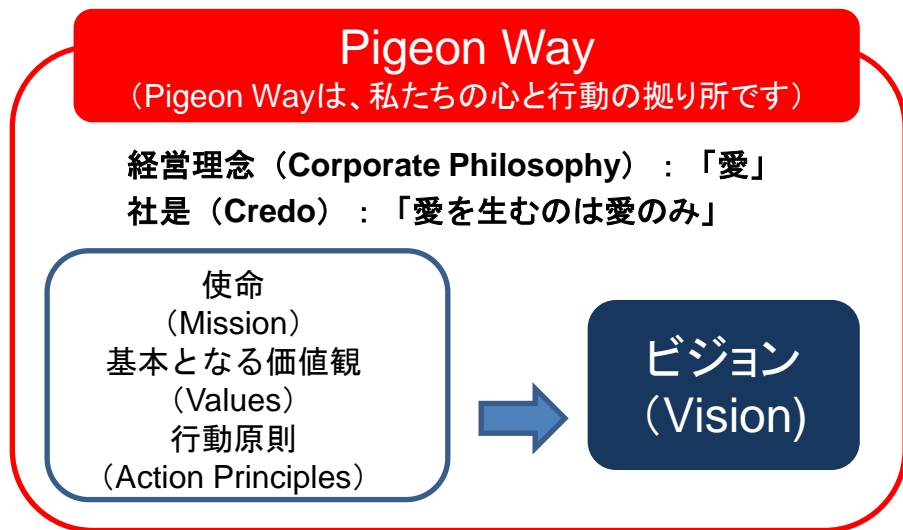 Pigeon Way
（Pigeon Wayは、私たちの心と行動の拠り所です）
経営理念（Corporate Philosophy）：「愛」
社是（Credo）：「愛を生むのは愛のみ」
使命
（Mission）
基本となる価値観
（Values）
行動原則
（Action Principles）
ビジョン
（Vision)